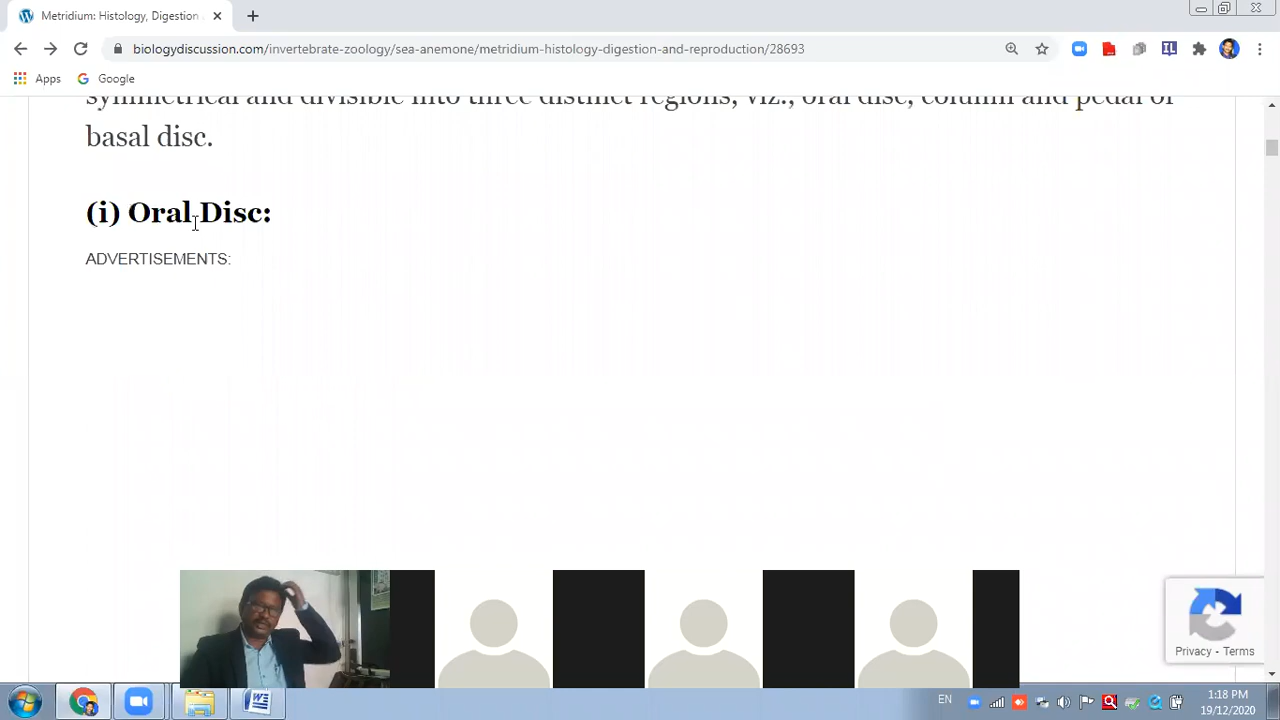 Metridium: Histology, Digestion
biologydiscussion.com/invertebrate-zoology/sea-anemone/metridium-histology-digestion-and-reproduction/28693
Apps
Google
symmetrical and divisible into three distinct regions, viz., oral disc, column and pedal or
basal disc.
(i) Oral Disc:
ADVERTISEMENTS:
Privacy - Terms
EN
1:18 PM
19/12/2020